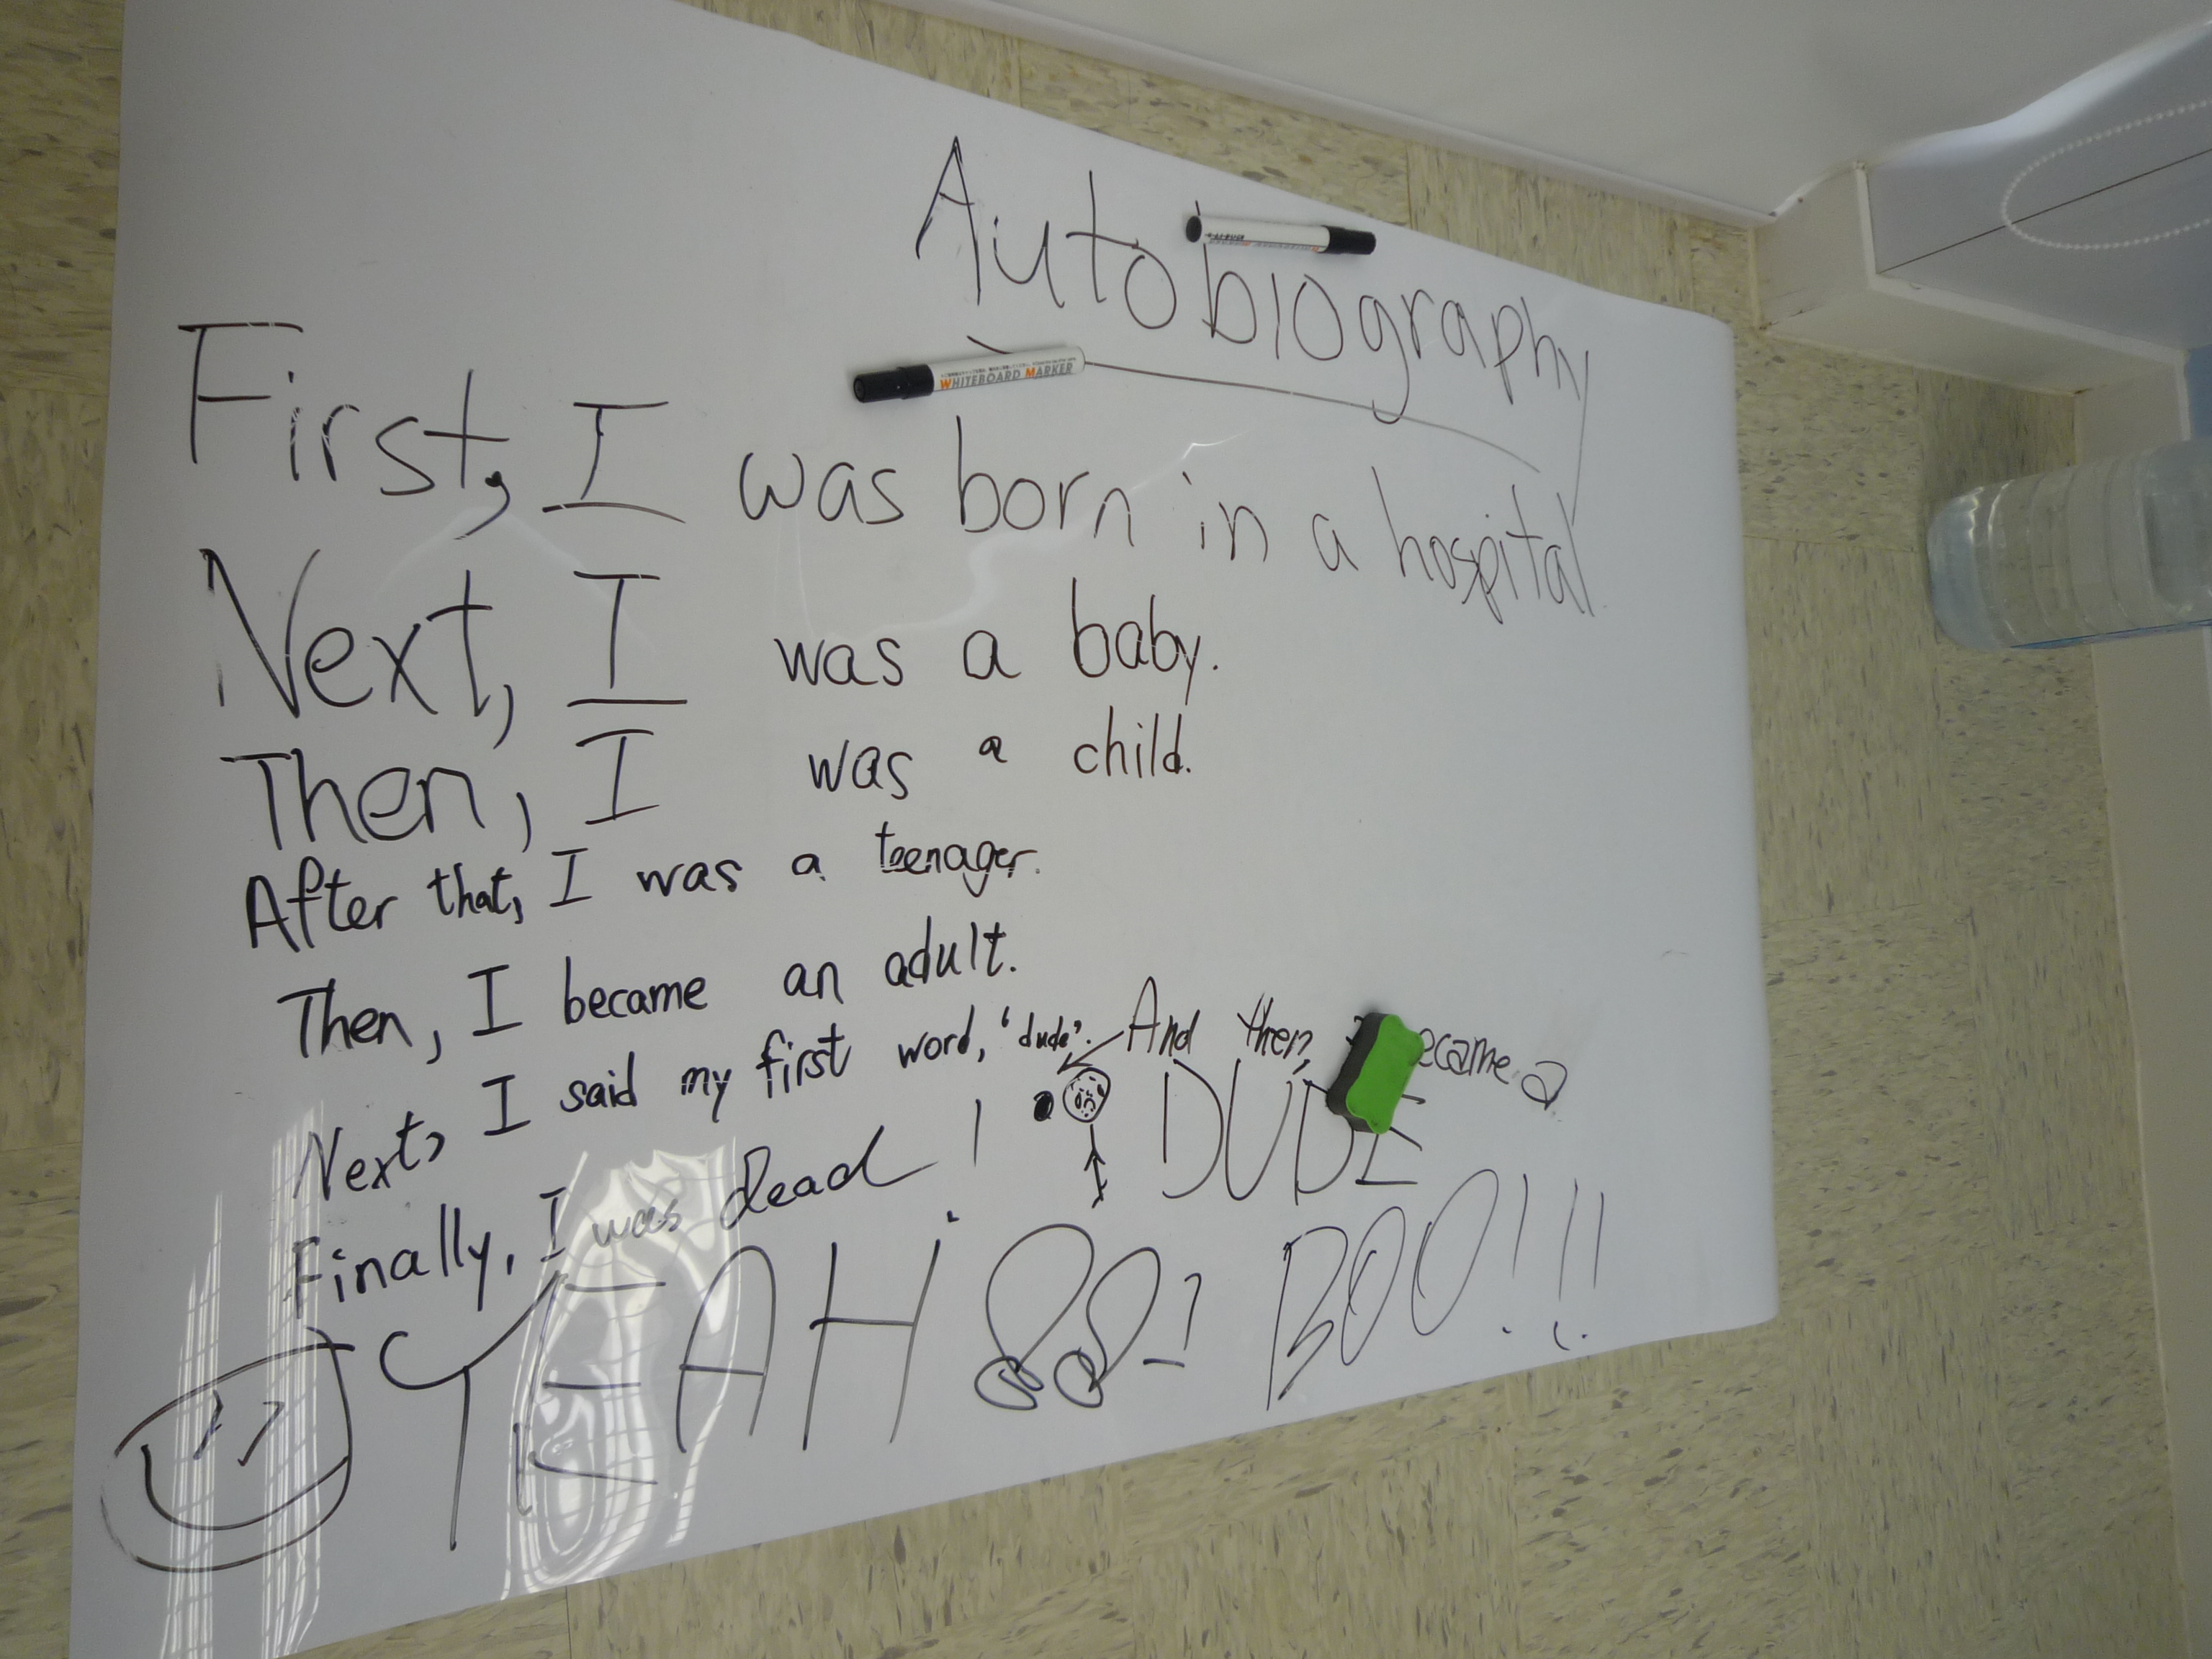 Autobiography
WHITEBOARD MARKER
First, I was born in a hospital
Next, I was a baby.
Then, I was a child.
After that, I was a teenager.
Then, I became an adult.
Next, I said my first word, 'dude'.
And then, ecame a
DUDE
Finally, I was dead!
YEAH BOO!!!